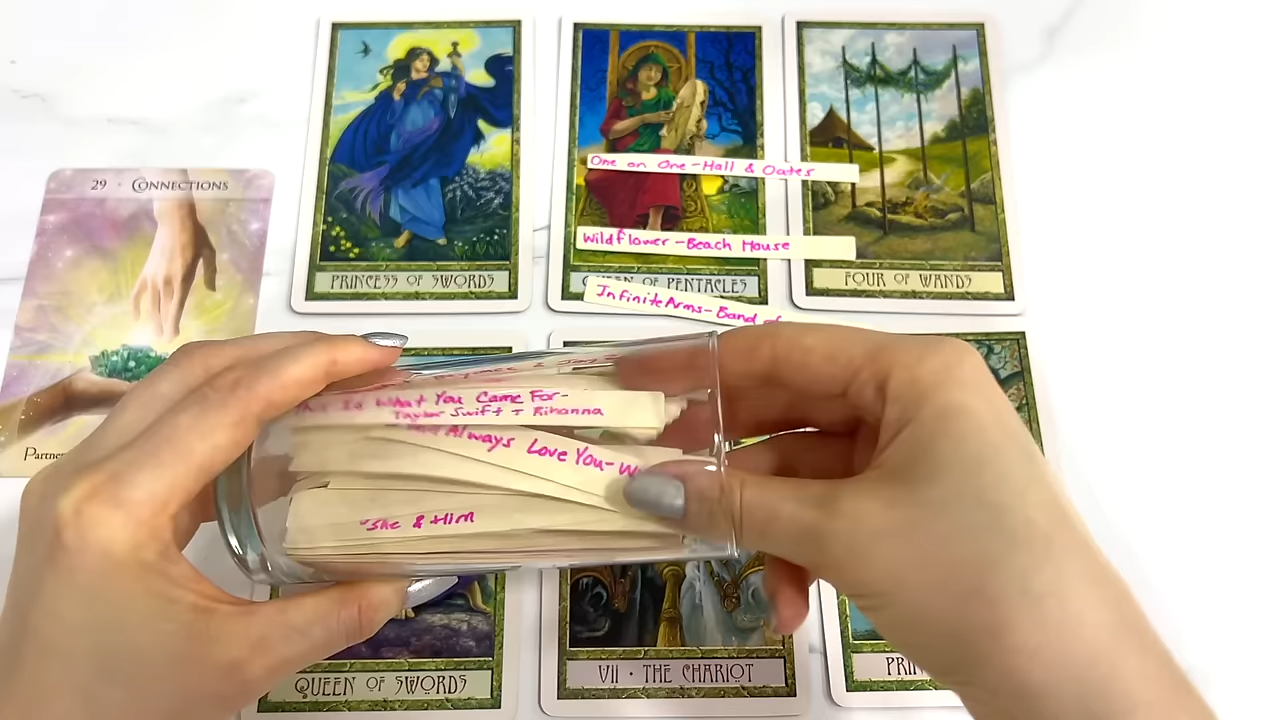 29 · CONNECTIONS
PRINCESS OF SWORDS
One on One - Hall & Oates
Wildflower - Beach House
QUEEN OF PENTACLES
FOUR OF WANDS
Infinite Arms - Band of
What You Came For -
Taylor Swift + Rihanna
Always Love You - W
She & Him
QUEEN OF SWORDS
VII · THE CHARIOT